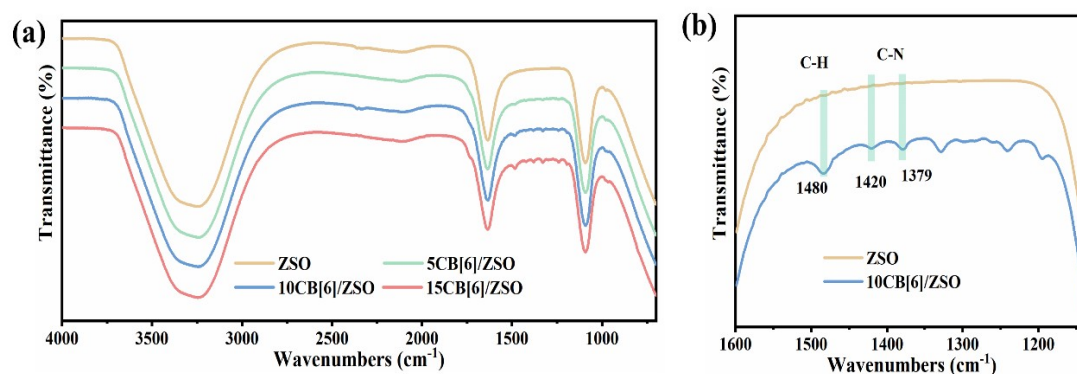 (a)
Transmittance (%)
ZSO
5CB[6]/ZSO
10CB[6]/ZSO
15CB[6]/ZSO
4000 3500 3000 2500 2000 1500 1000
Wavenumbers (cm⁻¹)
(b)
Transmittance (%)
C-H
C-N
1480
1420
1379
ZSO
10CB[6]/ZSO
1600 1500 1400 1300 1200
Wavenumbers (cm⁻¹)